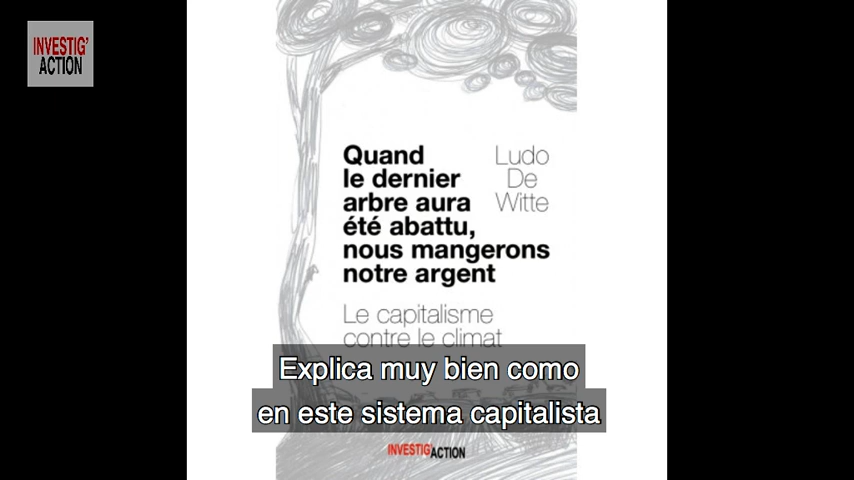 INVESTIG'
ACTION
Quand
le dernier
arbre aura
été abattu,
nous mangerons
notre argent
Ludo
De
Witte
Le capitalisme
contre le climat
Explica muy bien como
en este sistema capitalista
INVESTIG'ACTION